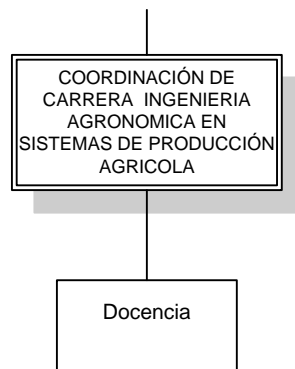 COORDINACIÓN DE
CARRERA INGENIERIA
AGRONOMICA EN
SISTEMAS DE PRODUCCIÓN
AGRICOLA
Docencia